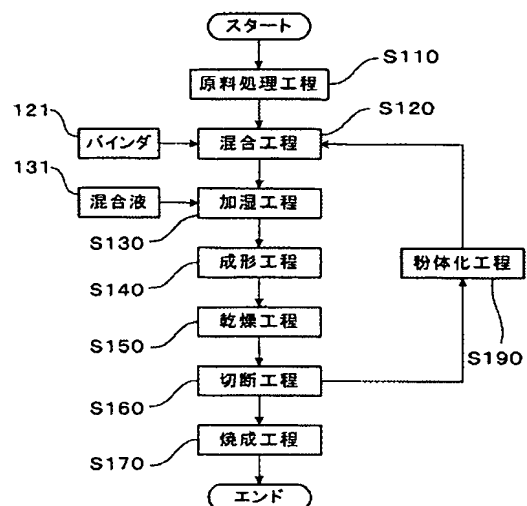 スタート
S110
原料処理工程
121
S120
バインダ
混合工程
131
混合液
加湿工程
S130
成形工程
粉体化工程
S140
乾燥工程
S150
S190
切断工程
S160
焼成工程
S170
エンド